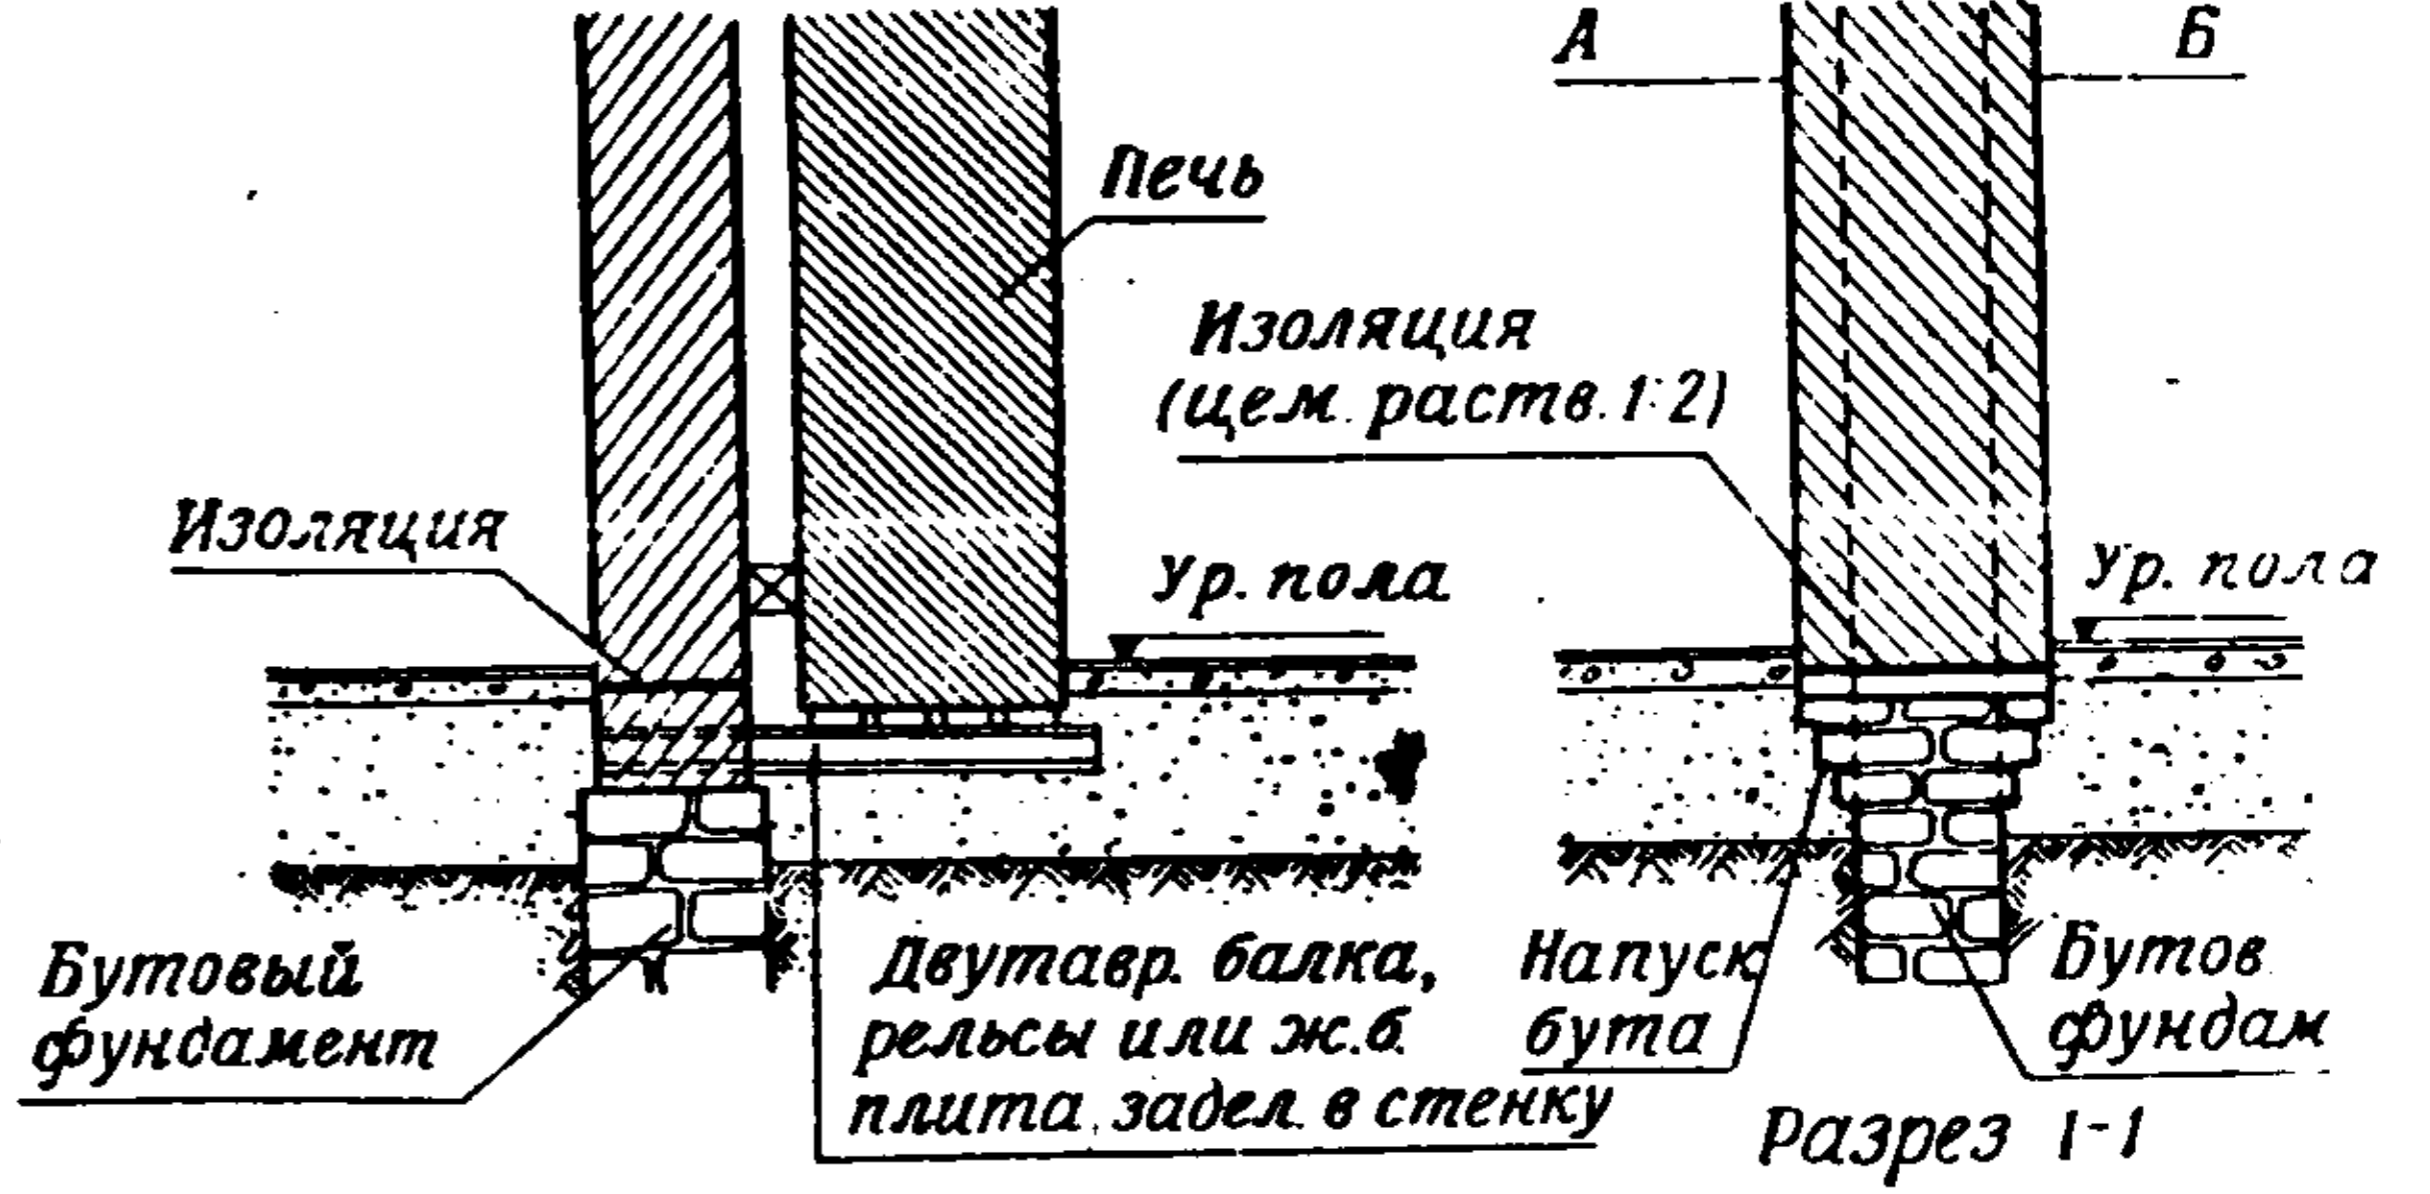 А
Б
Печь
Изоляция
(цем. раств. 1:2)
Изоляция
Ур. пола
Ур. пола
Бутовый
фундамент
Двутавр. балка,
рельсы или ж.б.
плита, задел. в стенку
Напуск
бута
Бутов.
фундам
Разрез 1-1